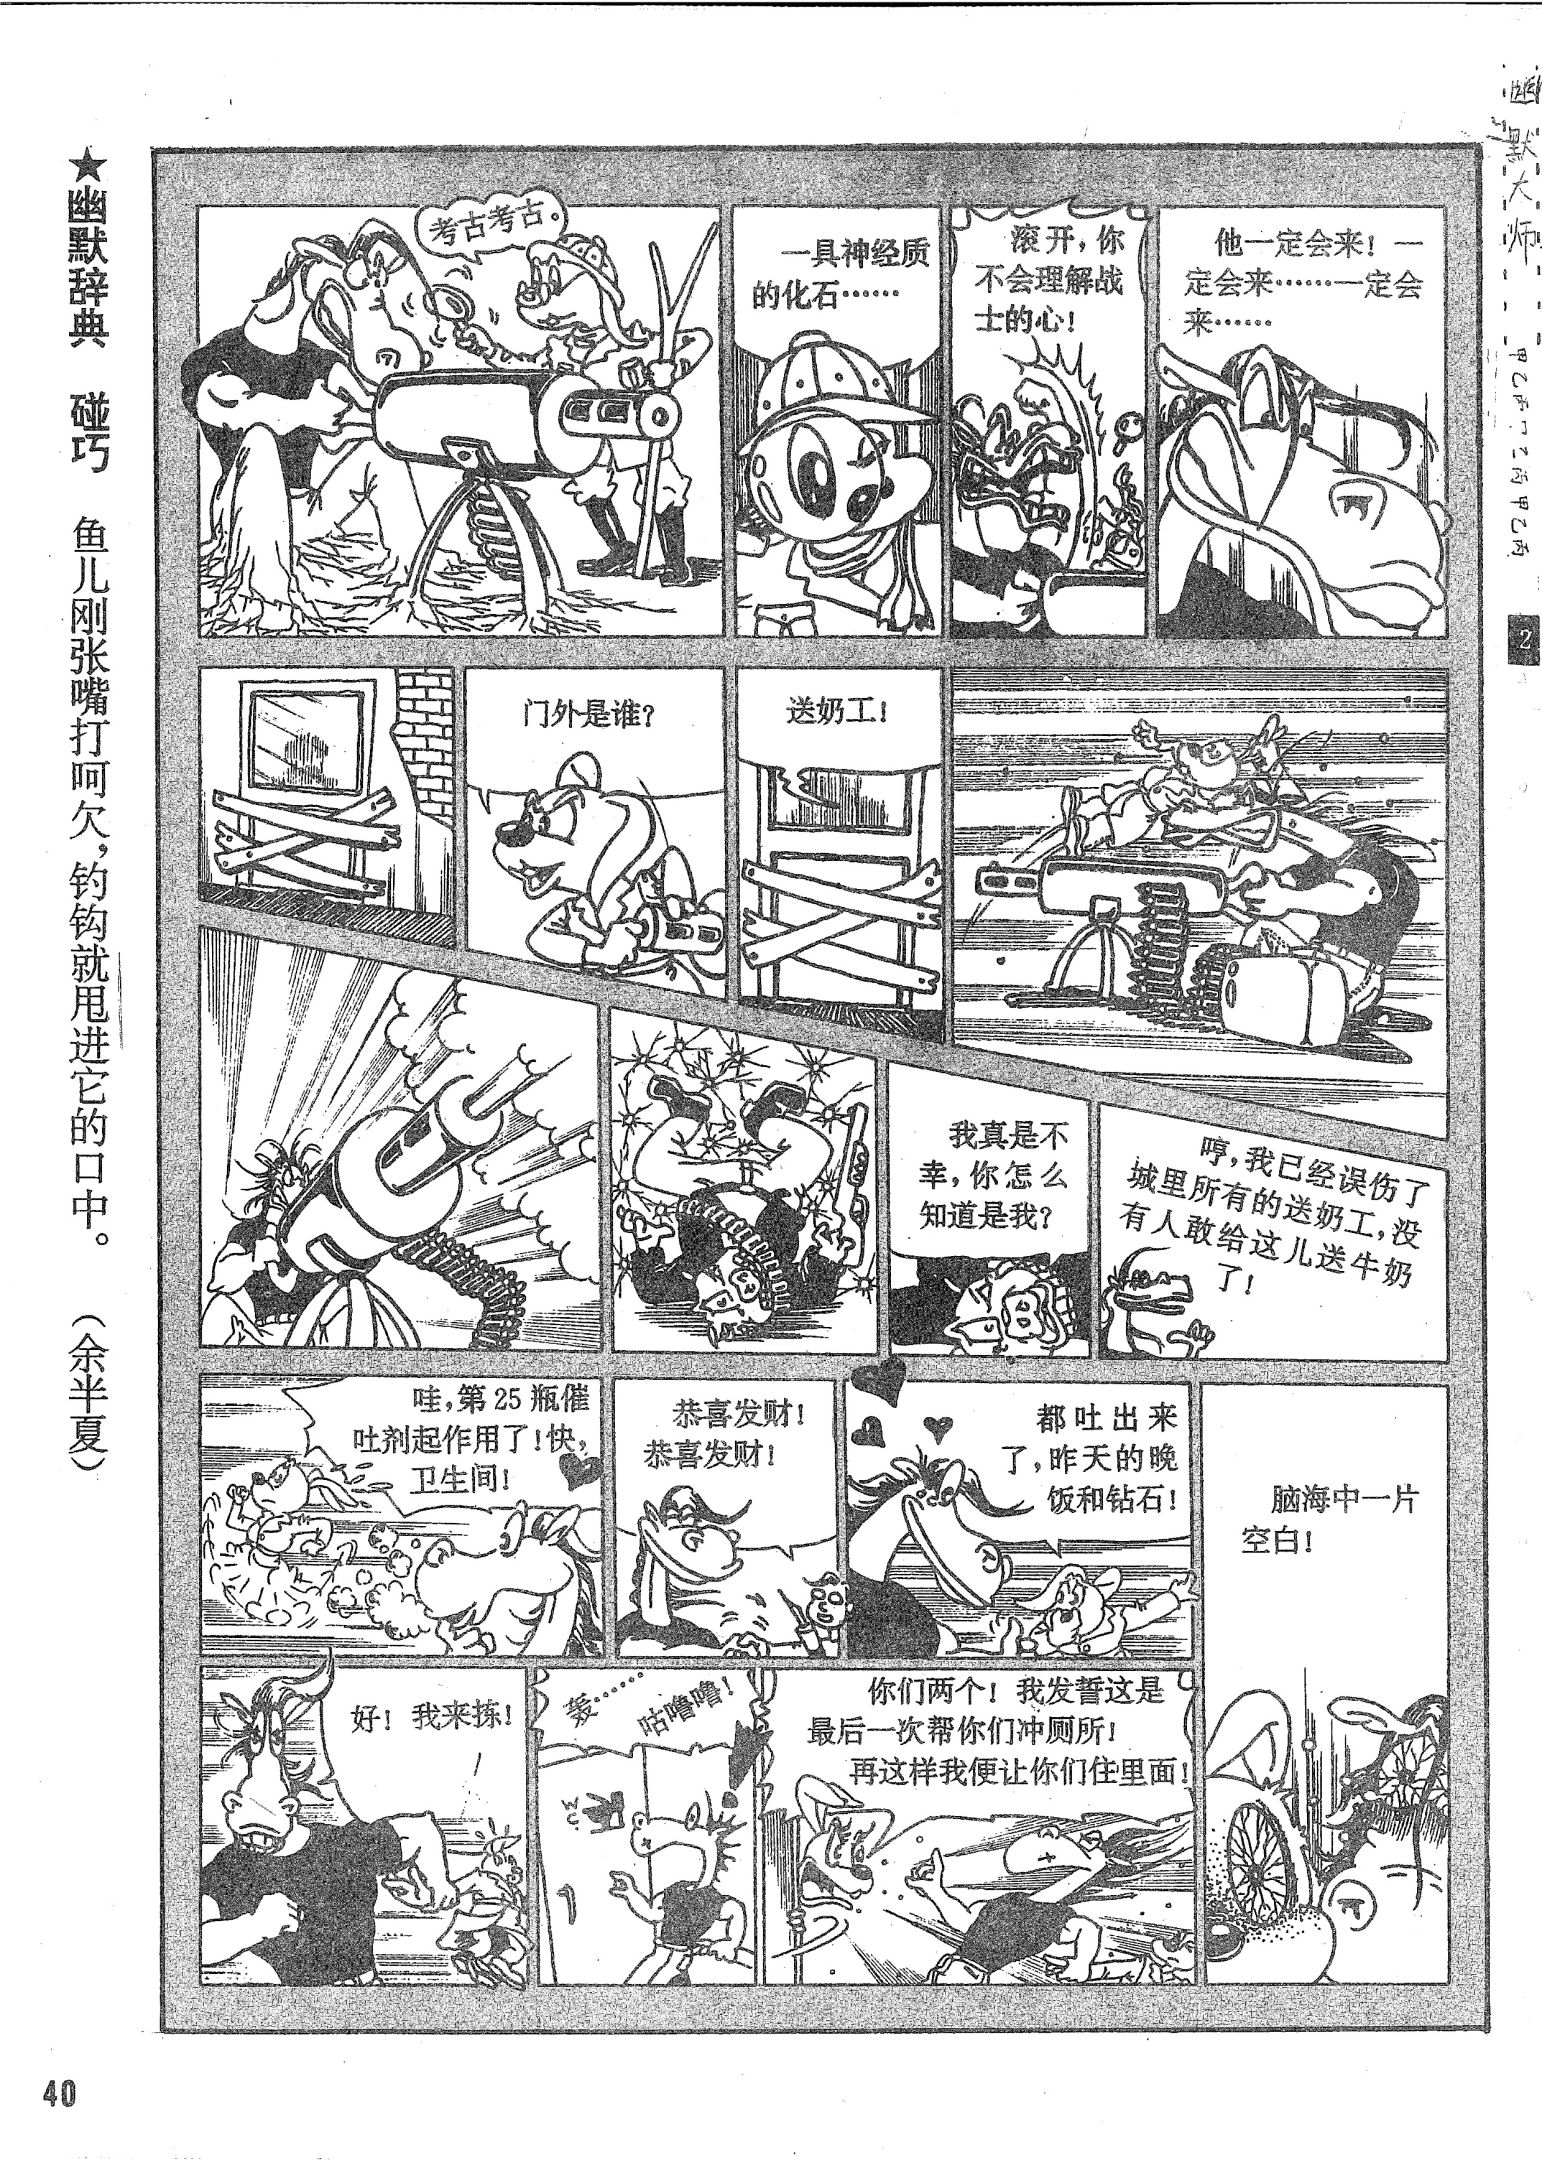 ★幽默辞典 碰巧 鱼儿刚张嘴打呵欠,钓钩就甩进它的口中。 (余半夏)
考古考古。
一具神经质
的化石……
滚开,你
不会理解战
士的心!
他一定会来!一
定会来……一定会
来……
门外是谁?
送奶工!
我真是不
幸,你怎么
知道是我?
哼,我已经误伤了
城里所有的送奶工,没
有人敢给这儿送牛奶
了!
哇,第25瓶催
吐剂起作用了!快,
卫生间!
恭喜发财!
恭喜发财!
都吐出来
了,昨天的晚
饭和钻石!
脑海中一片
空白!
好!我来拣!
轰……
咕噜噜!
你们两个!我发誓这是
最后一次帮你们冲厕所!
再这样我便让你们住里面!
幽默大师
2
40